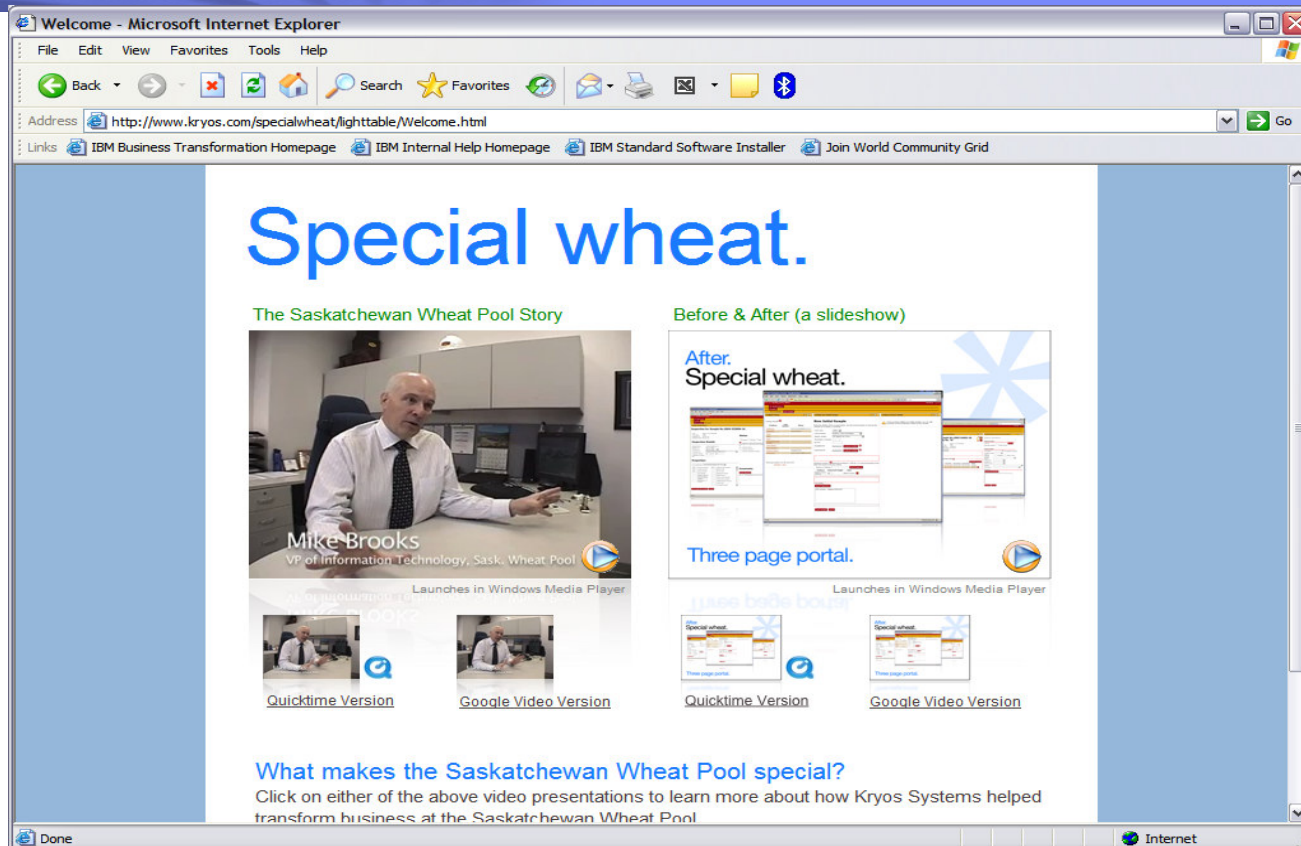 Welcome - Microsoft Internet Explorer
File Edit View Favorites Tools Help
Back Search Favorites
Address http://www.kryos.com/specialwheat/lighttable/Welcome.html Go
Links IBM Business Transformation Homepage IBM Internal Help Homepage IBM Standard Software Installer Join World Community Grid
Special wheat.
The Saskatchewan Wheat Pool Story
Mike Brooks
VP of Information Technology, Sask. Wheat Pool
Launches in Windows Media Player
Quicktime Version Google Video Version
Before & After (a slideshow)
After.
Special wheat.
Three page portal.
Launches in Windows Media Player
Quicktime Version Google Video Version
What makes the Saskatchewan Wheat Pool special?
Click on either of the above video presentations to learn more about how Kryos Systems helped
transform business at the Saskatchewan Wheat Pool
Done Internet